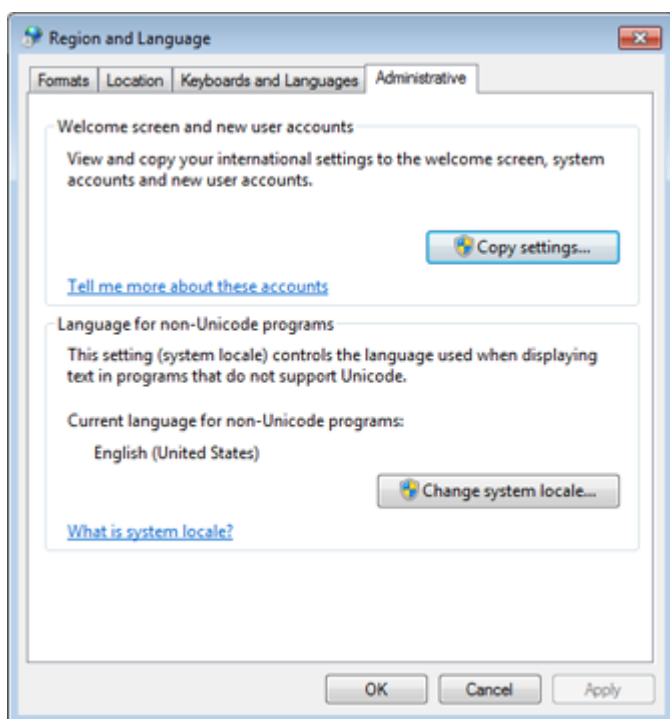 Region and Language
Formats Location Keyboards and Languages Administrative
Welcome screen and new user accounts
View and copy your international settings to the welcome screen, system
accounts and new user accounts.
Copy settings...
Tell me more about these accounts
Language for non-Unicode programs
This setting (system locale) controls the language used when displaying
text in programs that do not support Unicode.
Current language for non-Unicode programs:
English (United States)
Change system locale...
What is system locale?
OK Cancel Apply